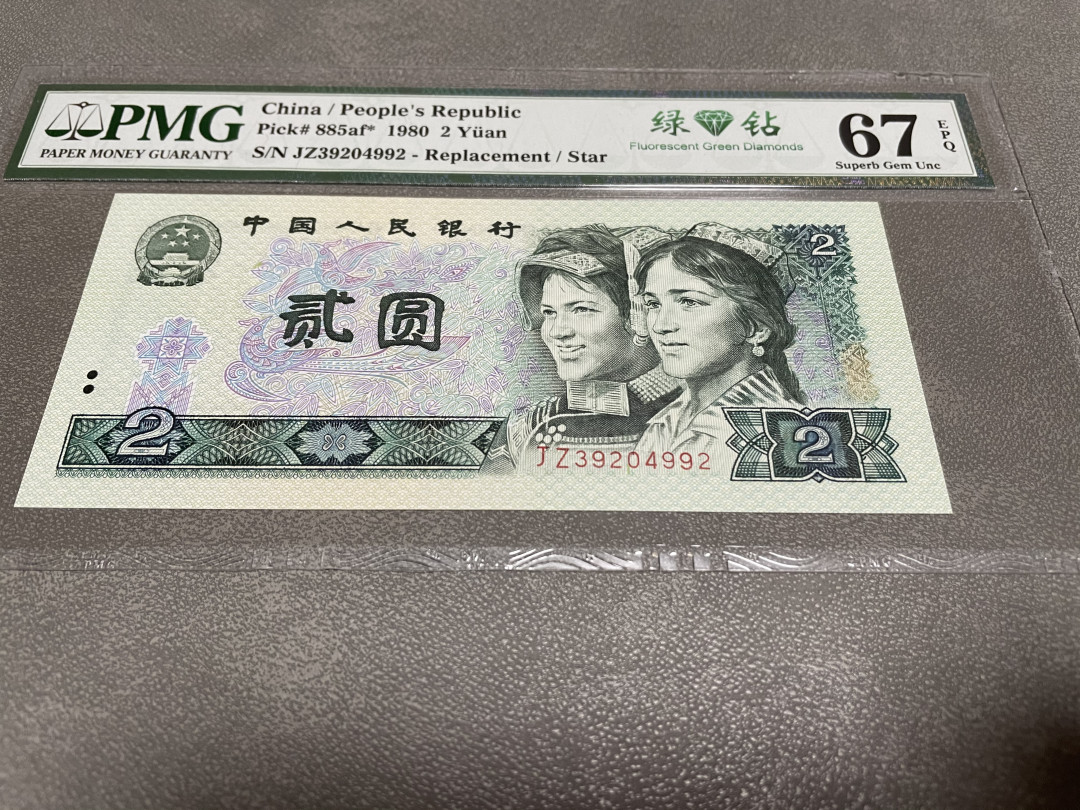 PMG
PAPER MONEY GUARANTY
China / People's Republic
Pick# 885af* 1980 2 Yüan
S/N JZ39204992 - Replacement / Star
绿 钻
Fluorescent Green Diamonds
67
EPQ
Superb Gem Unc
中国人民银行
2
贰圆
2
2
JZ39204992
PMG